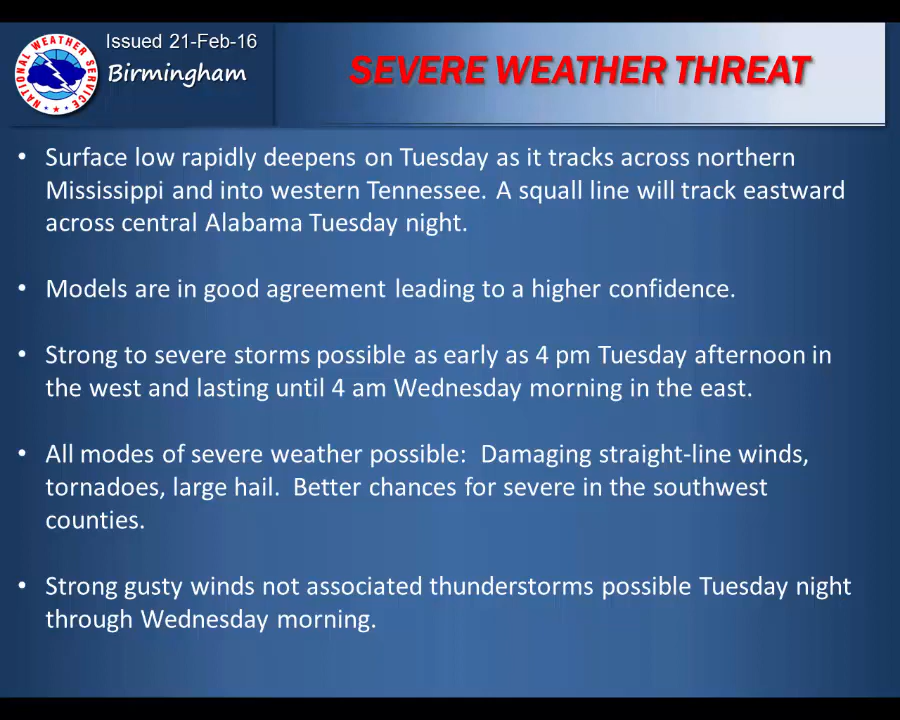 NATIONAL WEATHER SERVICE
Issued 21-Feb-16
Birmingham
SEVERE WEATHER THREAT
• Surface low rapidly deepens on Tuesday as it tracks across northern
Mississippi and into western Tennessee. A squall line will track eastward
across central Alabama Tuesday night.
• Models are in good agreement leading to a higher confidence.
• Strong to severe storms possible as early as 4 pm Tuesday afternoon in
the west and lasting until 4 am Wednesday morning in the east.
• All modes of severe weather possible:  Damaging straight-line winds,
tornadoes, large hail.  Better chances for severe in the southwest
counties.
• Strong gusty winds not associated thunderstorms possible Tuesday night
through Wednesday morning.